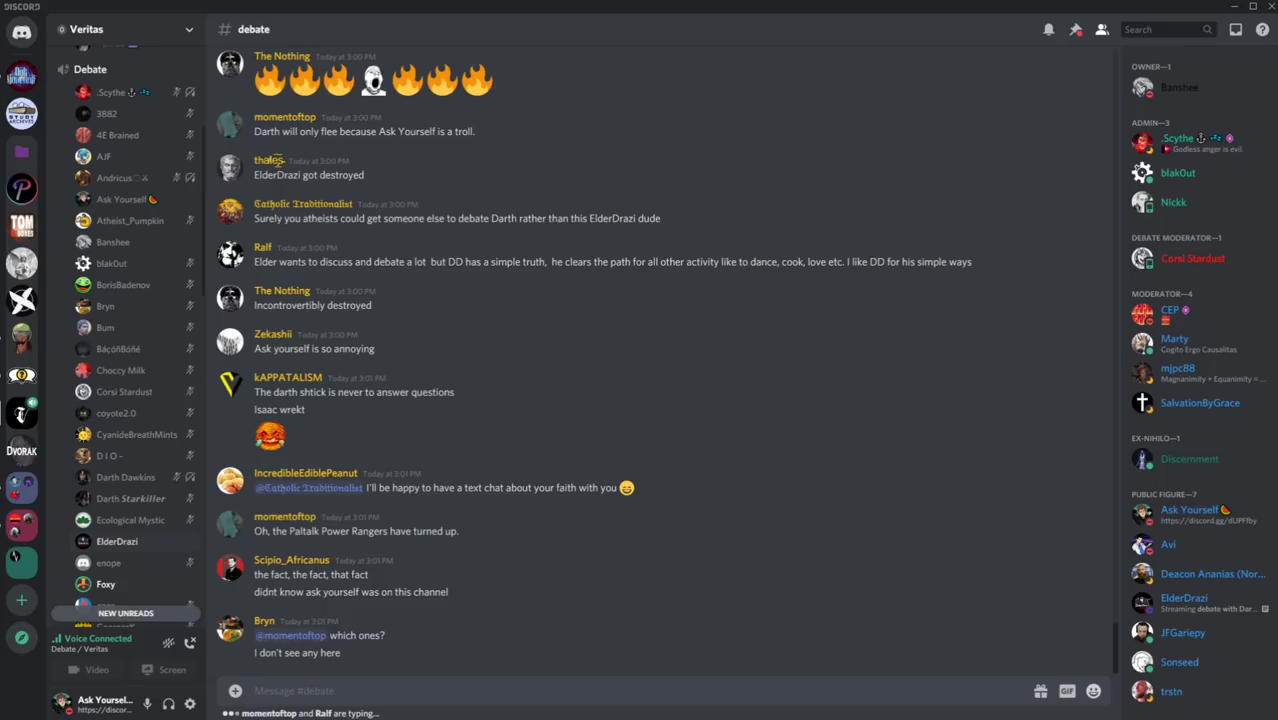 DISCORD
Veritas
Debate
.Scythe
3882
4E Brained
AJF
Andricus
Ask Yourself
Atheist_Pumpkin
Banshee
blak0ut
BorisBadenov
Bryn
Bum
BáçóñBóñé
Choccy Milk
Corsi Stardust
coyote2.0
CyanideBreathMints
D I O -
Darth Dawkins
Darth Starkiller
Ecological Mystic
ElderDrazi
enope
Foxy
NEW UNREADS
Voice Connected
Debate / Veritas
Video
Screen
Ask Yoursel...
https://discor...
TOM
DVORAK
# debate
Search
The Nothing Today at 3:00 PM
momentoftop Today at 3:00 PM
Darth will only flee because Ask Yourself is a troll.
thales Today at 3:00 PM
ElderDrazi got destroyed
Catholic Traditionalist Today at 3:00 PM
Surely you atheists could get someone else to debate Darth rather than this ElderDrazi dude
Ralf Today at 3:00 PM
Elder wants to discuss and debate a lot but DD has a simple truth, he clears the path for all other activity like to dance, cook, love etc. I like DD for his simple ways
The Nothing Today at 3:00 PM
Incontrovertibly destroyed
Zekashii Today at 3:00 PM
Ask yourself is so annoying
kAPPATALISM Today at 3:01 PM
The darth shtick is never to answer questions
Isaac wrekt
IncredibleEdiblePeanut Today at 3:01 PM
@Catholic Traditionalist I'll be happy to have a text chat about your faith with you
momentoftop Today at 3:01 PM
Oh, the Paltalk Power Rangers have turned up.
Scipio_Africanus Today at 3:01 PM
the fact, the fact, that fact
didnt know ask yourself was on this channel
Bryn Today at 3:01 PM
@momentoftop which ones?
I don't see any here
Message #debate
GIF
momentoftop and Ralf are typing...
OWNER—1
Banshee
ADMIN—3
.Scythe
Godless anger is evil.
blak0ut
Nickk
DEBATE MODERATOR—1
Corsi Stardust
MODERATOR—4
CEP
Marty
Cogito Ergo Causalitas
mjpc88
Magnanimity + Equanimity = ...
SalvationByGrace
EX-NIHILO—1
Discernment
PUBLIC FIGURE—7
Ask Yourself
https://discord.gg/dUPFfby
Avi
Deacon Ananias (Nor...
ElderDrazi
Streaming debate with Dar...
JFGariepy
Sonseed
trstn